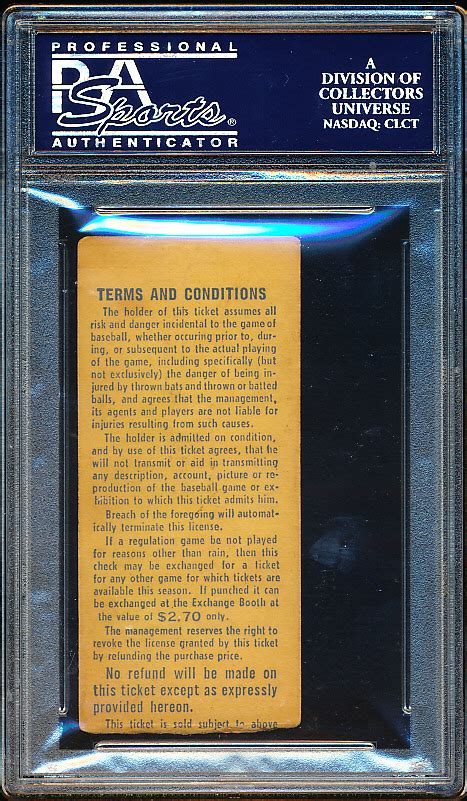 PROFESSIONAL
PSA
Sports
AUTHENTICATOR
A
DIVISION OF
COLLECTORS
UNIVERSE
NASDAQ: CLCT
TERMS AND CONDITIONS
The holder of this ticket assumes all
risk and danger incidental to the game of
baseball, whether occuring prior to, dur-
ing, or subsequent to the actual playing
of the game, including specifically (but
not exclusively) the danger of being in-
jured by thrown bats and thrown or batted
balls, and agrees that the management,
its agents and players are not liable for
injuries resulting from such causes.
The holder is admitted on condition,
and by use of this ticket agrees, that he
will not transmit or aid in transmitting
any description, account, picture or re-
production of the baseball game or ex-
hibition to which this ticket admits him.
Breach of the foregoing will automat-
ically terminate this license.
If a regulation game be not played
for reasons other than rain, then this
check may be exchanged for a ticket
for any other game for which tickets are
available this season. If punched it can
be exchanged at the Exchange Booth at
the value of $2.70 only.
The management reserves the right to
revoke the license granted by this ticket
by refunding the purchase price.
No refund will be made on
this ticket except as expressly
provided hereon.
This ticket is sold subject to above